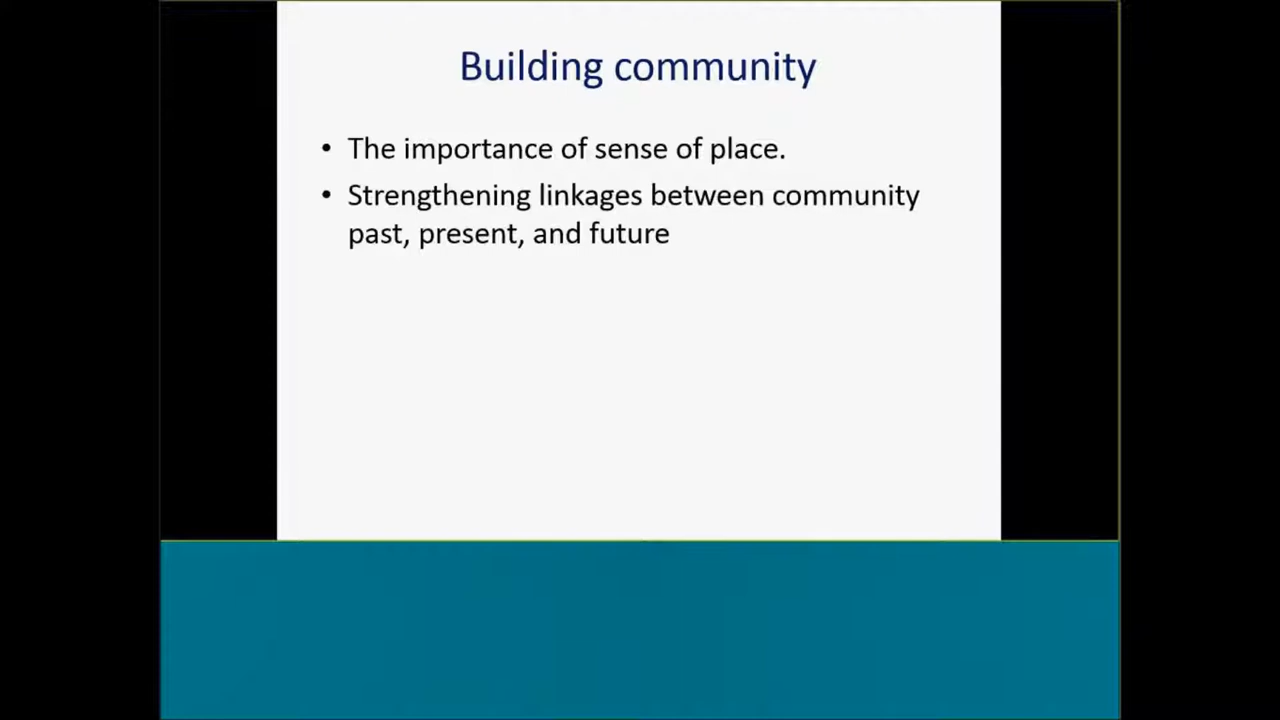 Building community
• The importance of sense of place.
• Strengthening linkages between community
past, present, and future